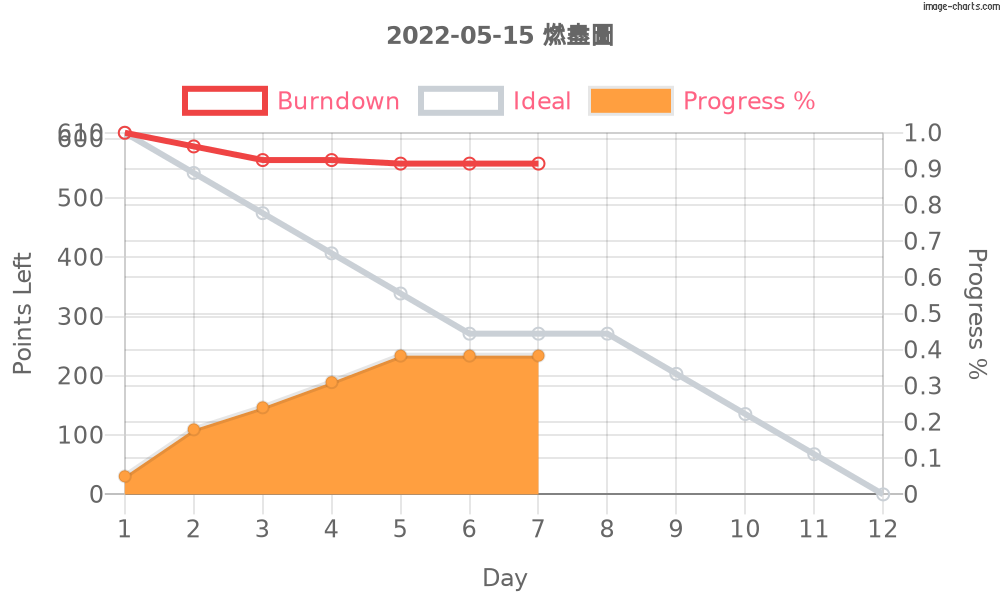 image-charts.com
2022-05-15 燃盡圖
Burndown Ideal Progress %
610
600
500
400
300
200
100
0
Points Left
1.0
0.9
0.8
0.7
0.6
0.5
0.4
0.3
0.2
0.1
0
Progress %
1 2 3 4 5 6 7 8 9 10 11 12
Day